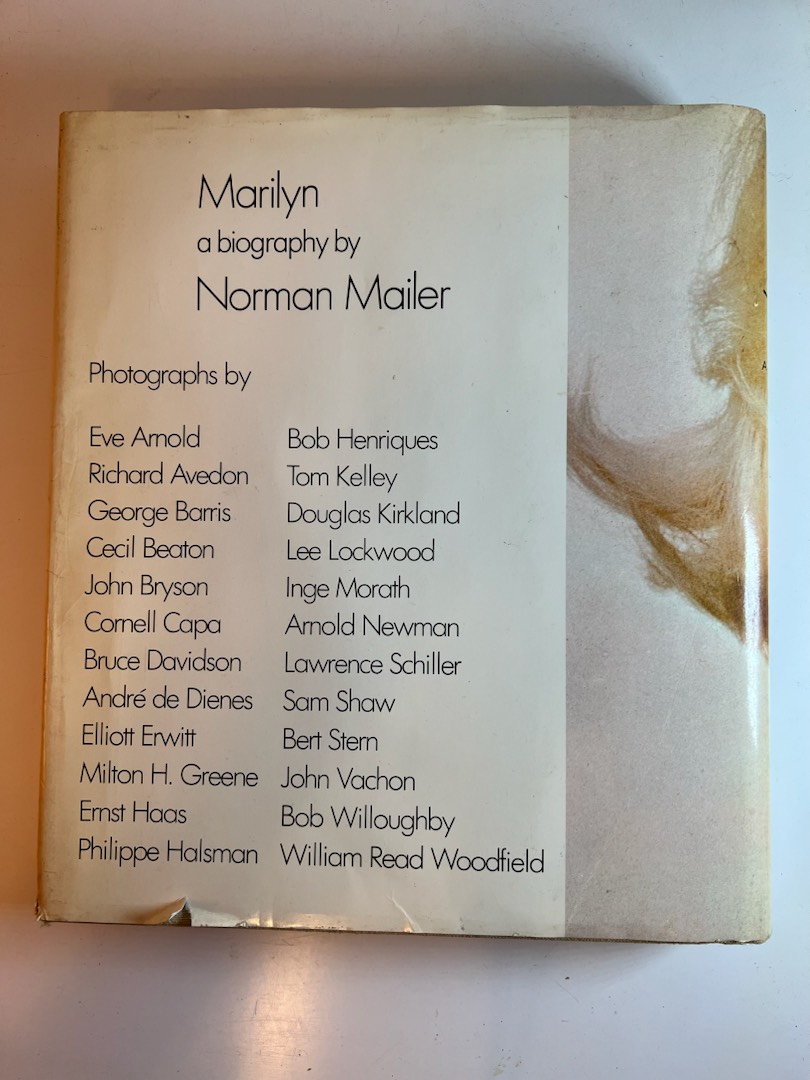 Marilyn
a biography by
Norman Mailer
Photographs by
Eve Arnold
Richard Avedon
George Barris
Cecil Beaton
John Bryson
Cornell Capa
Bruce Davidson
André de Dienes
Elliott Erwitt
Milton H. Greene
Ernst Haas
Philippe Halsman
Bob Henriques
Tom Kelley
Douglas Kirkland
Lee Lockwood
Inge Morath
Arnold Newman
Lawrence Schiller
Sam Shaw
Bert Stern
John Vachon
Bob Willoughby
William Read Woodfield